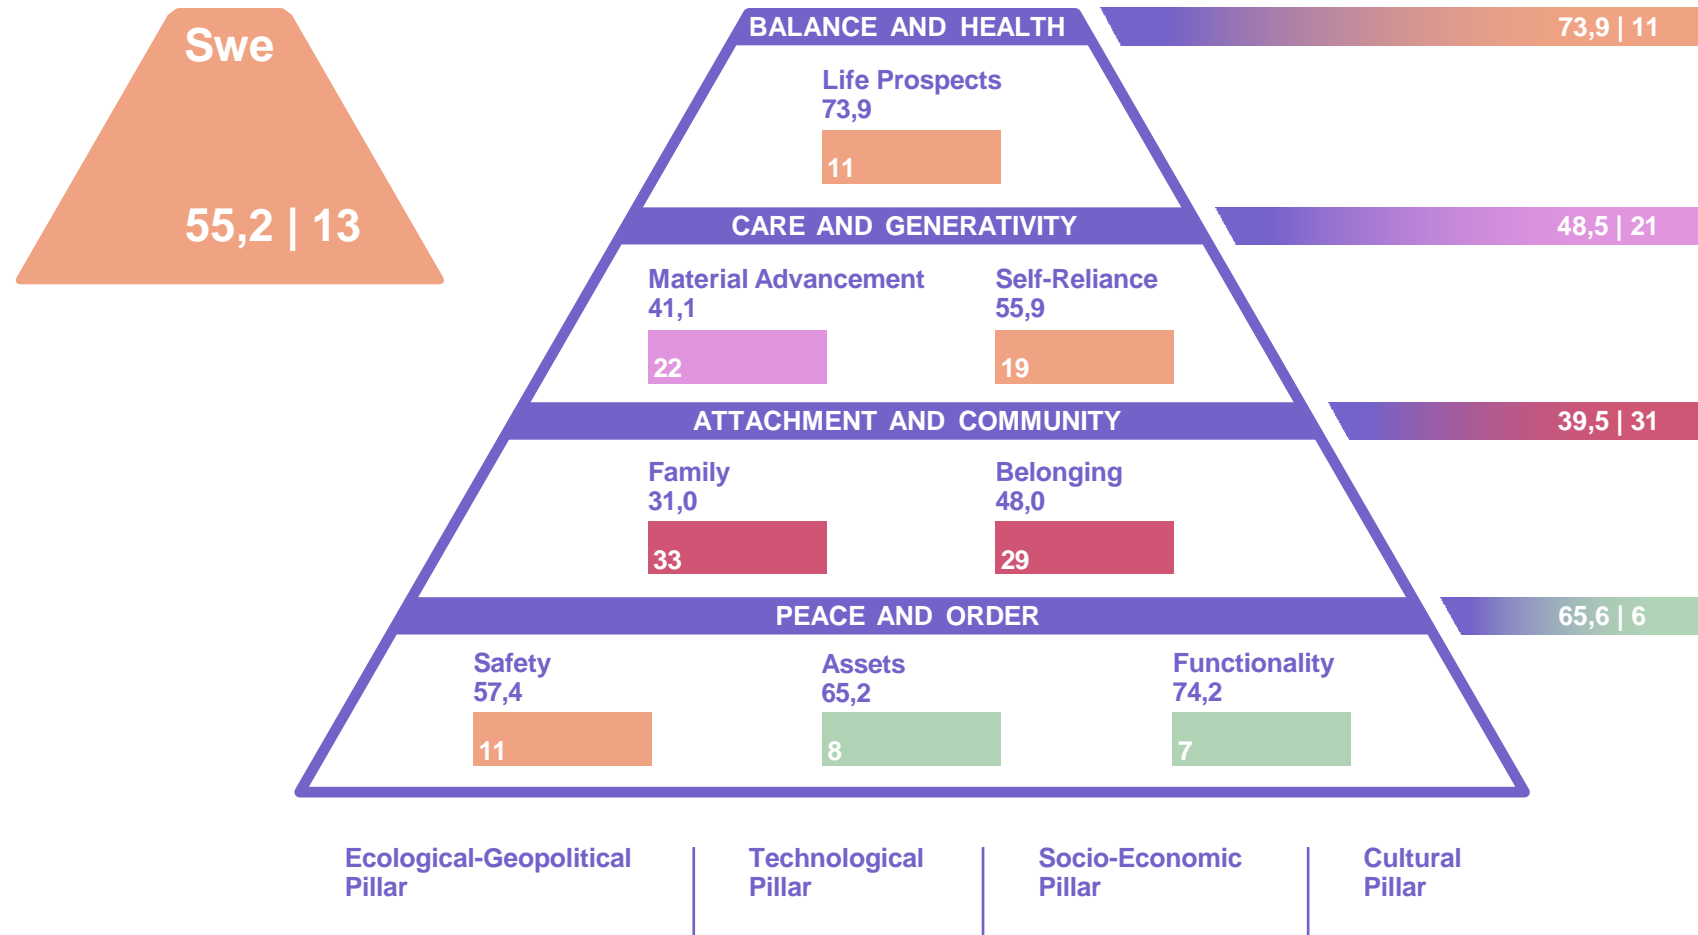 Swe
55,2 | 13
BALANCE AND HEALTH
73,9 | 11
Life Prospects
73,9
11
CARE AND GENERATIVITY
48,5 | 21
Material Advancement
41,1
22
Self-Reliance
55,9
19
ATTACHMENT AND COMMUNITY
39,5 | 31
Family
31,0
33
Belonging
48,0
29
PEACE AND ORDER
65,6 | 6
Safety
57,4
11
Assets
65,2
8
Functionality
74,2
7
Ecological-Geopolitical
Pillar
Technological
Pillar
Socio-Economic
Pillar
Cultural
Pillar